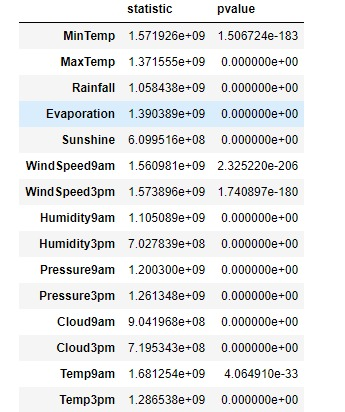 statistic pvalue
MinTemp 1.571926e+09 1.506724e-183
MaxTemp 1.371555e+09 0.000000e+00
Rainfall 1.058438e+09 0.000000e+00
Evaporation 1.390389e+09 0.000000e+00
Sunshine 6.099516e+08 0.000000e+00
WindSpeed9am 1.560981e+09 2.325220e-206
WindSpeed3pm 1.573896e+09 1.740897e-180
Humidity9am 1.105089e+09 0.000000e+00
Humidity3pm 7.027839e+08 0.000000e+00
Pressure9am 1.200300e+09 0.000000e+00
Pressure3pm 1.261348e+09 0.000000e+00
Cloud9am 9.041968e+08 0.000000e+00
Cloud3pm 7.195343e+08 0.000000e+00
Temp9am 1.681254e+09 4.064910e-33
Temp3pm 1.286538e+09 0.000000e+00